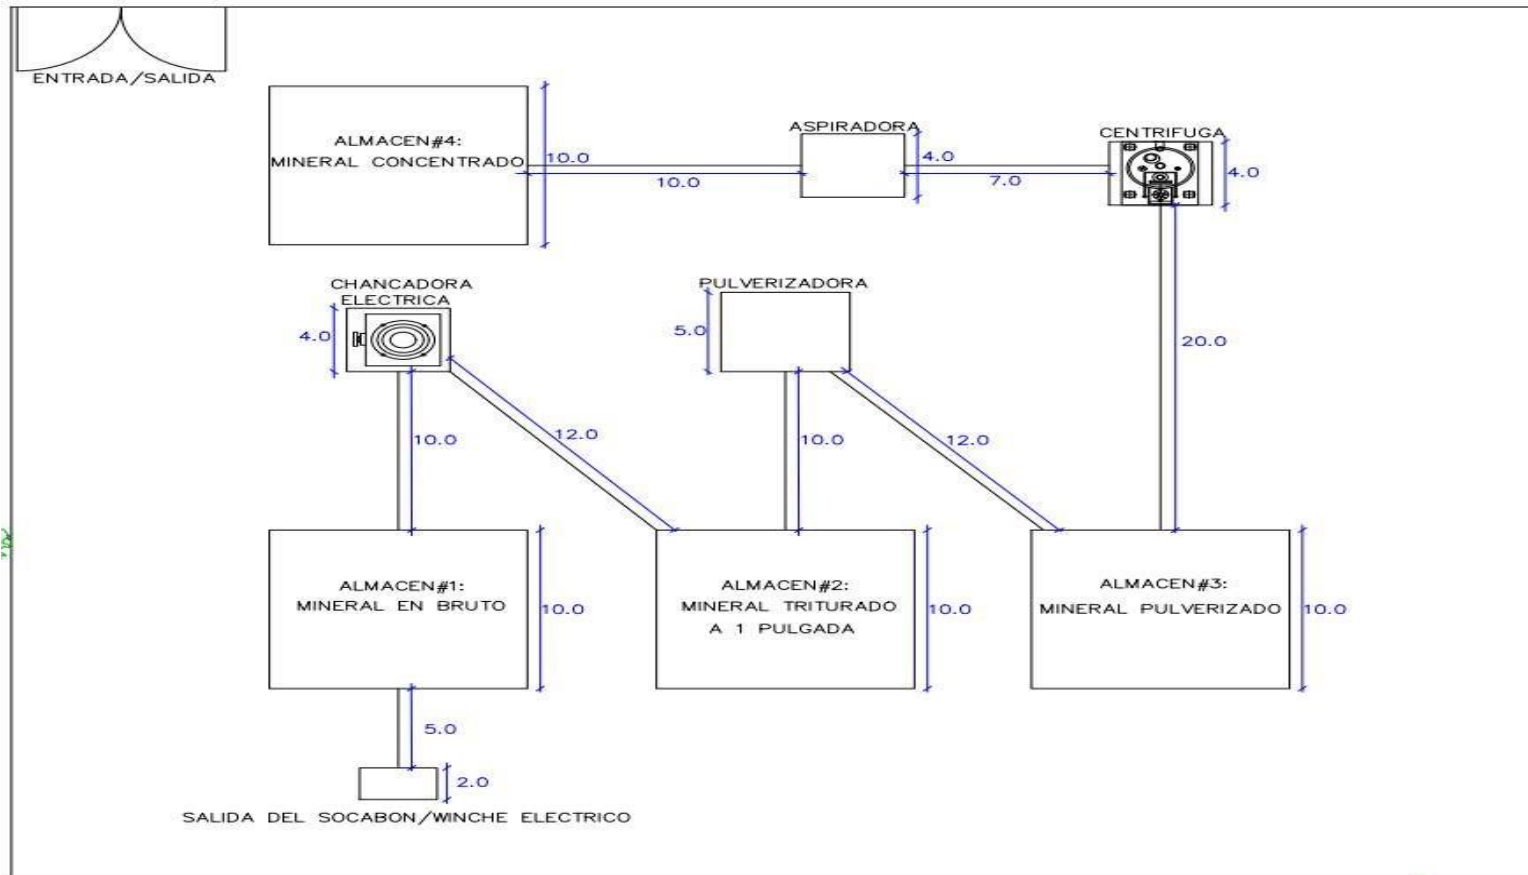 ENTRADA/SALIDA
ALMACEN#4:
MINERAL CONCENTRADO
10.0
10.0
ASPIRADORA
4.0
7.0
CENTRIFUGA
4.0
CHANCADORA
ELECTRICA
4.0
PULVERIZADORA
5.0
20.0
10.0
12.0
10.0
12.0
ALMACEN#1:
MINERAL EN BRUTO
10.0
ALMACEN#2:
MINERAL TRITURADO
A 1 PULGADA
10.0
ALMACEN#3:
MINERAL PULVERIZADO
10.0
5.0
2.0
SALIDA DEL SOCABON/WINCHE ELECTRICO